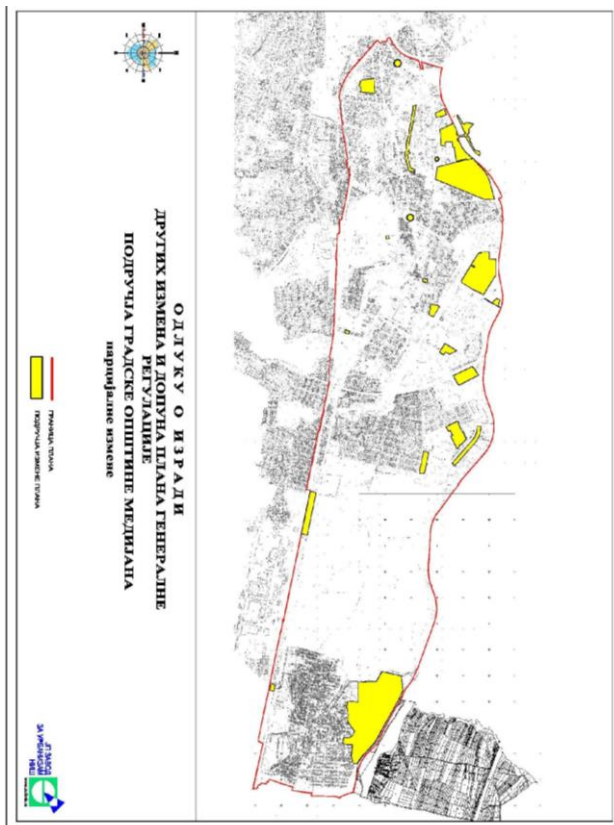 ОДЛУКУ О ИЗРАДИ
ДРУГИХ ИЗМЕНА И ДОПУНА ПЛАНА ГЕНЕРАЛНЕ
РЕГУЛАЦИЈЕ
ПОДРУЧЈА ГРАДСКЕ ОПШТИНЕ МЕДИЈАНА
парцијалне измене
ГРАНИЦА ПЛАНА
ПОДРУЧЈА ИЗМЕНЕ ПЛАНА
ЈП ЗАВОД
ЗА УРБАНИЗАМ
НИШ